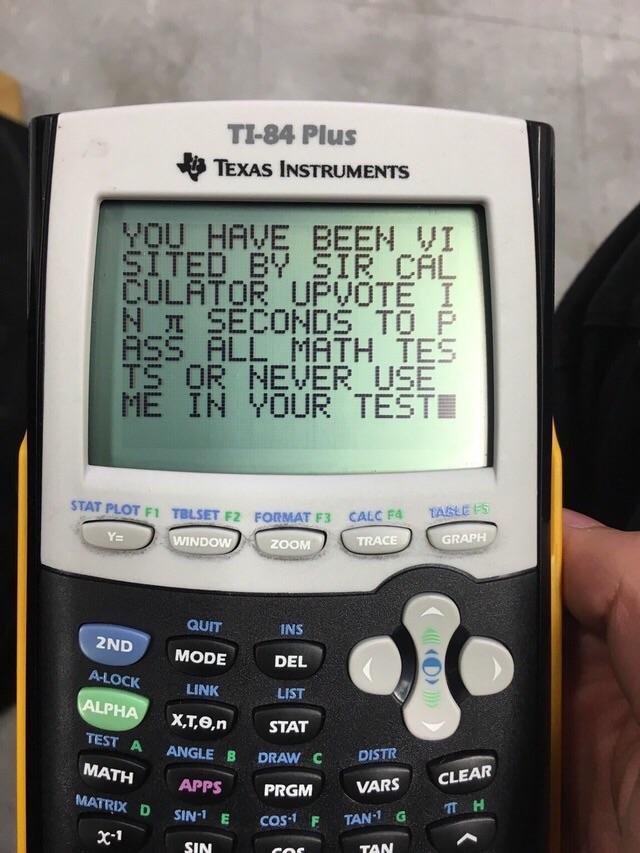 TI-84 Plus
TEXAS INSTRUMENTS
YOU HAVE BEEN VI
SITED BY SIR CAL
CULATOR UPVOTE I
N π SECONDS TO P
ASS ALL MATH TES
TS OR NEVER USE
ME IN YOUR TEST
STAT PLOT F1 TBLSET F2 FORMAT F3 CALC F4 TABLE F5
Y= WINDOW ZOOM TRACE GRAPH
QUIT INS
2ND MODE DEL
A-LOCK LINK LIST
ALPHA X,T,Θ,n STAT
TEST A ANGLE B DRAW C DISTR
MATH APPS PRGM VARS CLEAR
MATRIX D SIN-1 E COS-1 F TAN-1 G π H
x-1 SIN COS TAN ^